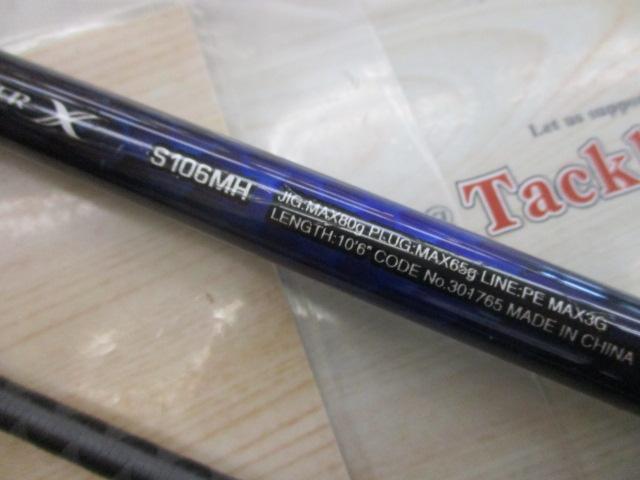 X
S106MH
JIG:MAX80g PLUG:MAX65g LINE:PE MAX3G
LENGTH:10'6" CODE No.301765 MADE IN CHINA
Let us suppo
® Tackl